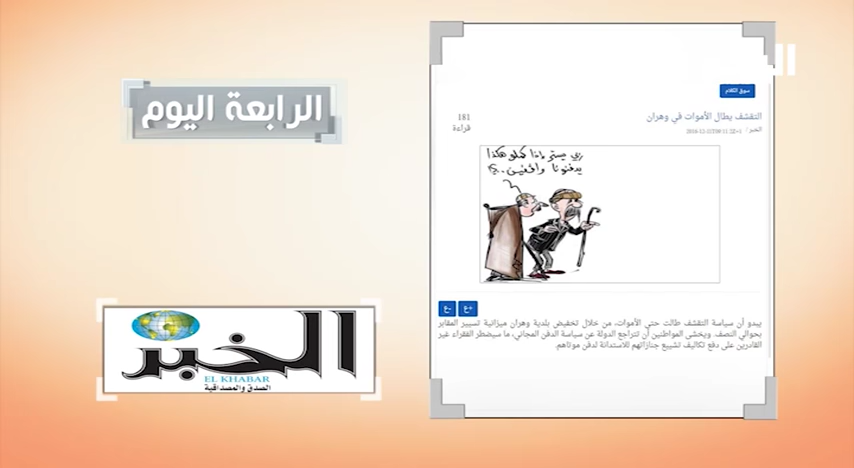 الرابعة اليوم
سوق الكلام
التقشف يطال الأموات في وهران
181
قراءة
ربي يستر إذا كملو هكذا
يدفنونا واقفين..؟!
ع+
ع-
يبدو أن سياسة التقشف طالت حتى الأموات، من خلال تخفيض بلدية وهران ميزانية تسيير المقابر
بحوالي النصف. ويخشى المواطنين أن تتراجع الدولة عن سياسة الدفن المجاني، ما سيضطر الفقراء غير
القادرين على دفع تكاليف تشييع جنازاتهم للاستدانة لدفن موتاهم.
الخبر
EL KHABAR
الصدق والمصداقية